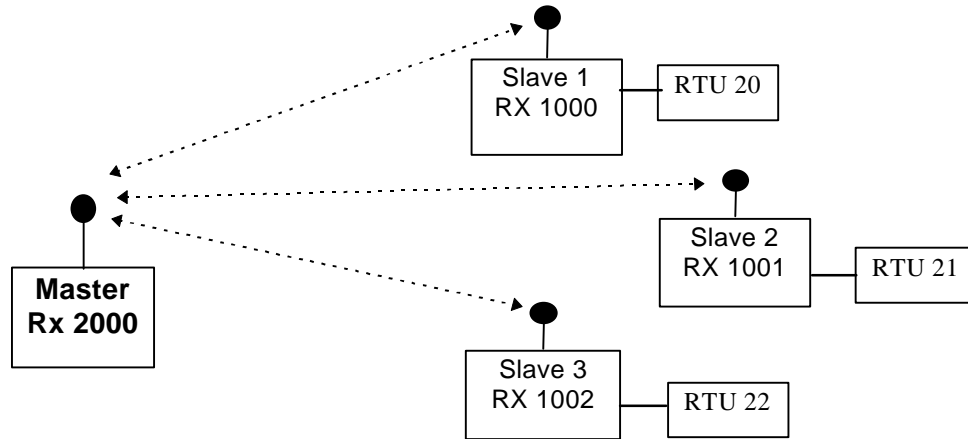 Slave 1
RX 1000
RTU 20
Slave 2
RX 1001
RTU 21
Master
Rx 2000
Slave 3
RX 1002
RTU 22